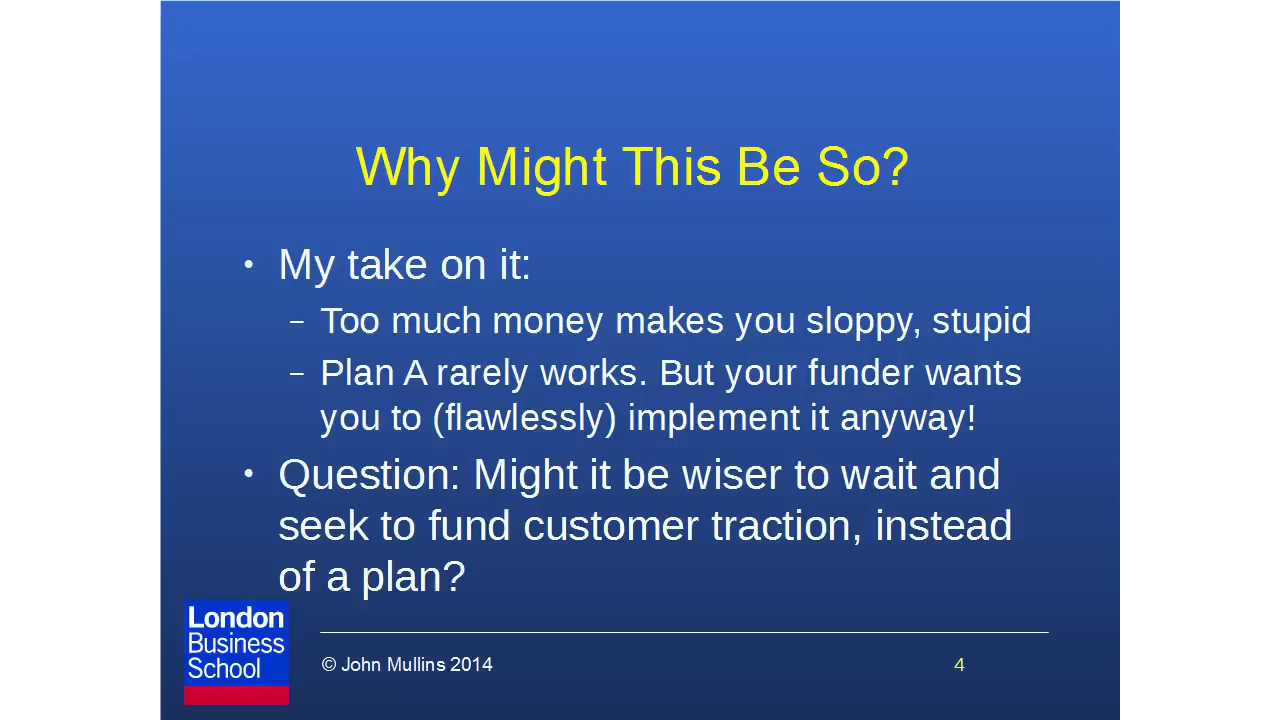 Why Might This Be So?
• My take on it:
– Too much money makes you sloppy, stupid
– Plan A rarely works. But your funder wants
you to (flawlessly) implement it anyway!
• Question: Might it be wiser to wait and
seek to fund customer traction, instead
of a plan?
London
Business
School
© John Mullins 2014
4